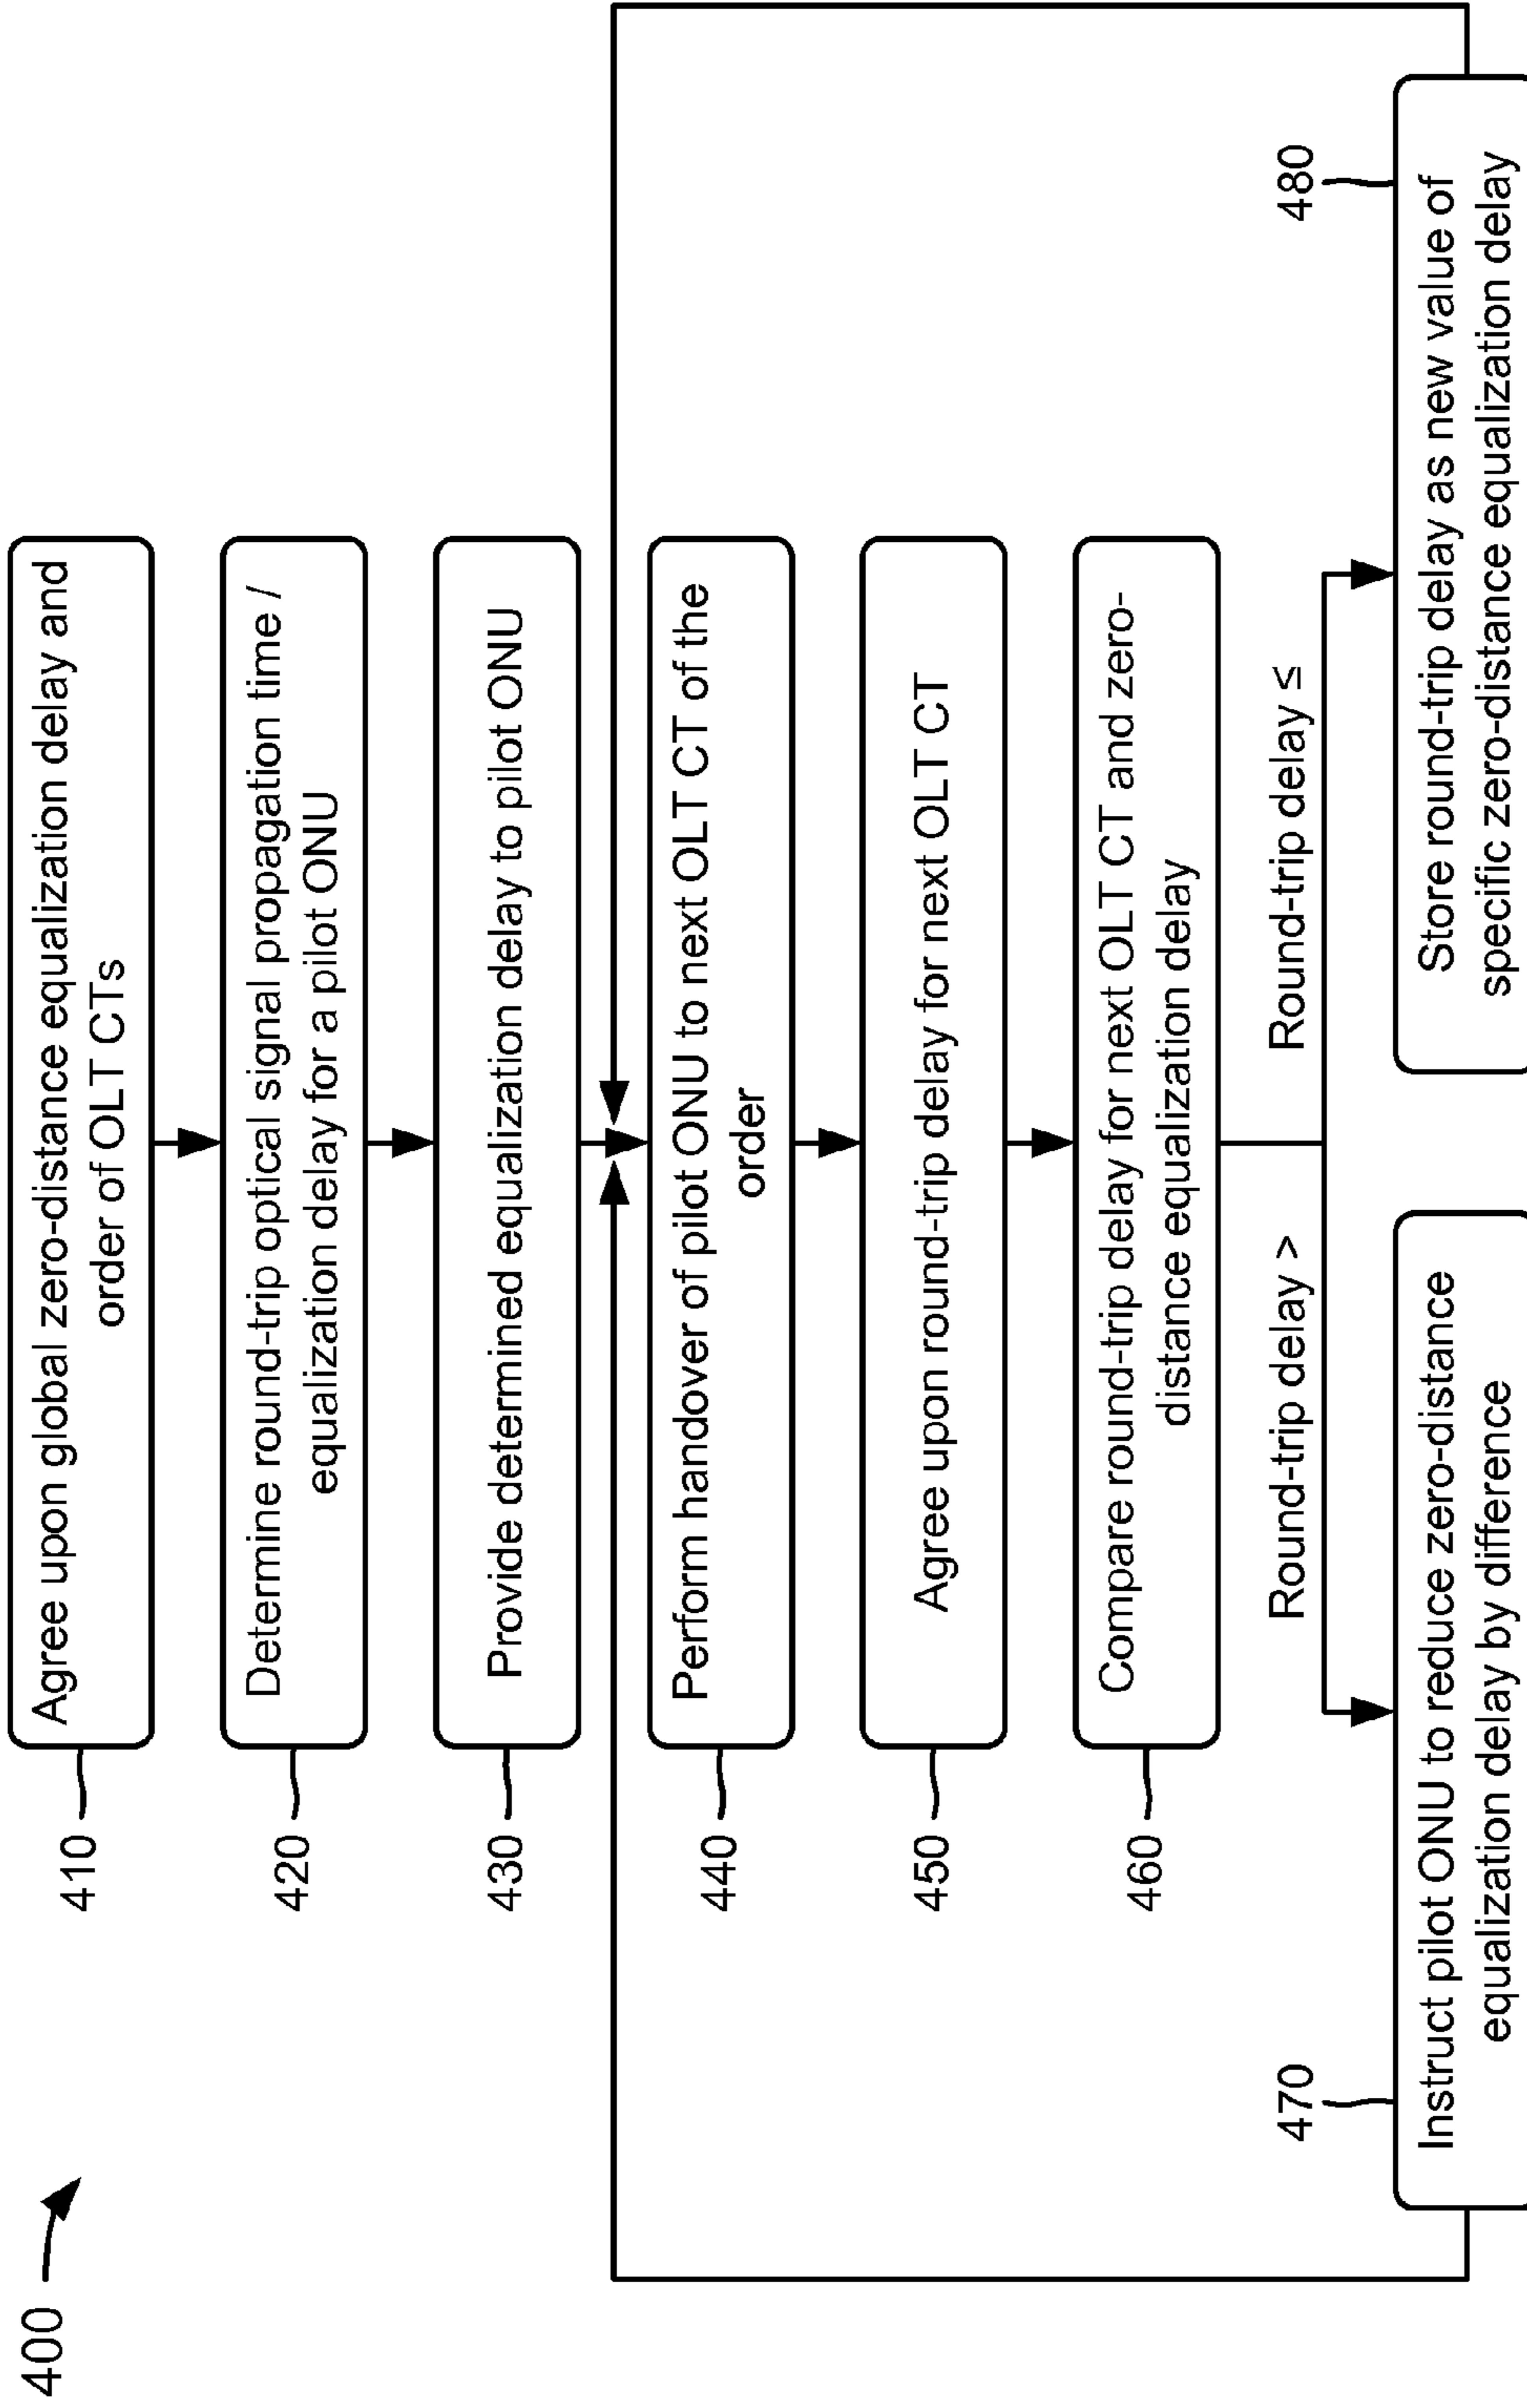 400
410
Agree upon global zero-distance equalization delay and
order of OLT CTs
420
Determine round-trip optical signal propagation time /
equalization delay for a pilot ONU
430
Provide determined equalization delay to pilot ONU
440
Perform handover of pilot ONU to next OLT CT of the
order
450
Agree upon round-trip delay for next OLT CT
460
Compare round-trip delay for next OLT CT and zero-
distance equalization delay
Round-trip delay >
Round-trip delay ≤
470
Instruct pilot ONU to reduce zero-distance
equalization delay by difference
480
Store round-trip delay as new value of
specific zero-distance equalization delay